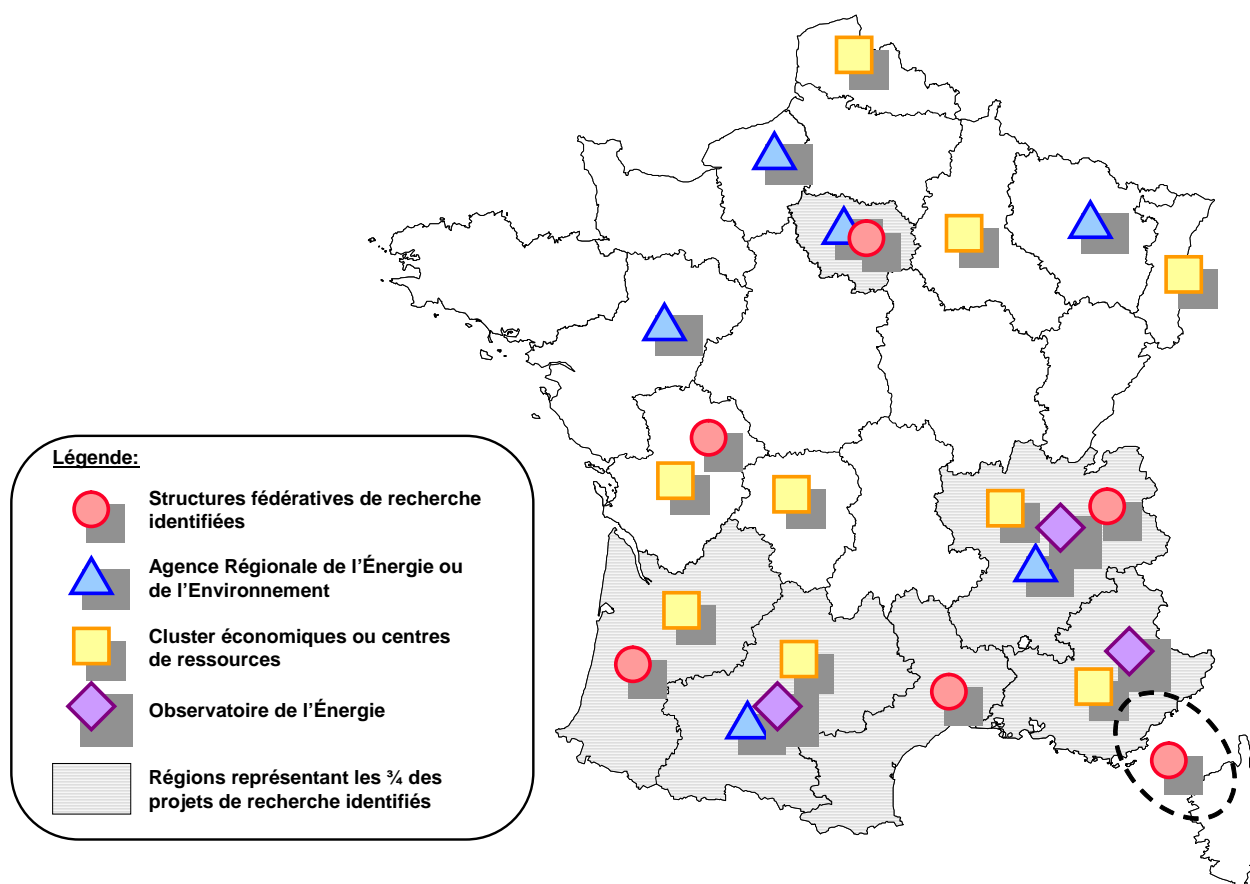 Légende:
Structures fédératives de recherche
identifiées
Agence Régionale de l'Énergie ou
de l'Environnement
Cluster économiques ou centres
de ressources
Observatoire de l'Énergie
Régions représentant les ¾ des
projets de recherche identifiés